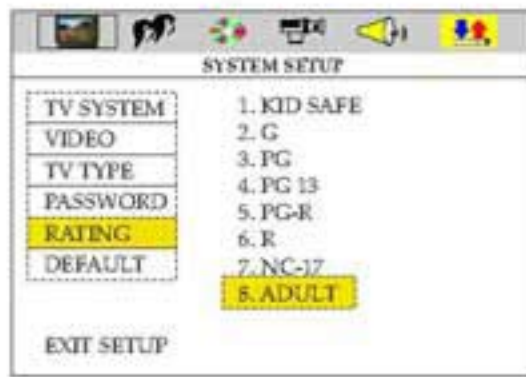 SYSTEM SETUP
TV SYSTEM
VIDEO
TV TYPE
PASSWORD
RATING
DEFAULT
EXIT SETUP
1. KID SAFE
2. G
3. PG
4. PG 13
5. PG-R
6. R
7. NC-17
8. ADULT